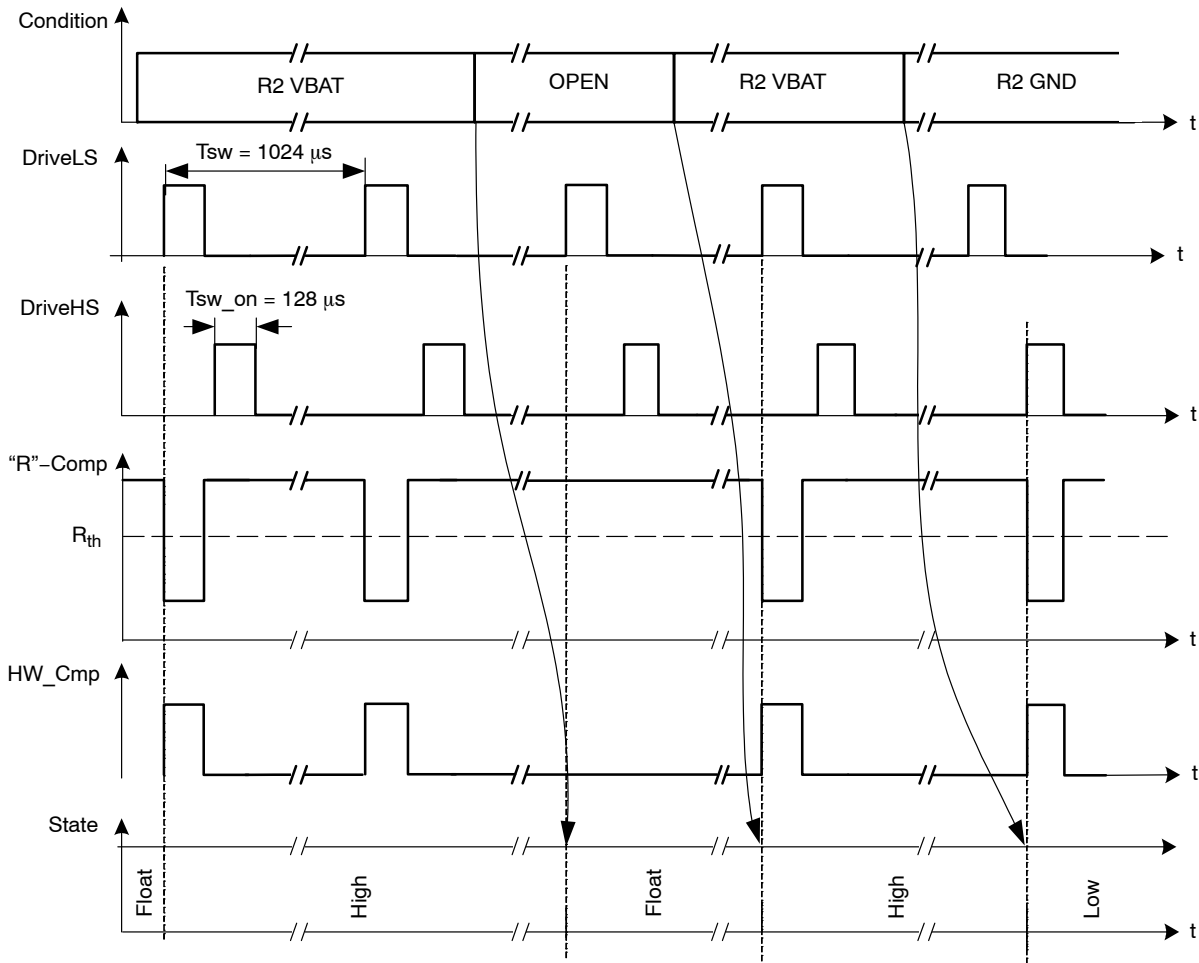 Condition
R2 VBAT
OPEN
R2 VBAT
R2 GND
t
DriveLS
Tsw = 1024 μs
t
DriveHS
Tsw_on = 128 μs
t
“R”−Comp
Rth
t
HW_Cmp
t
State
Float
High
Float
High
Low
t